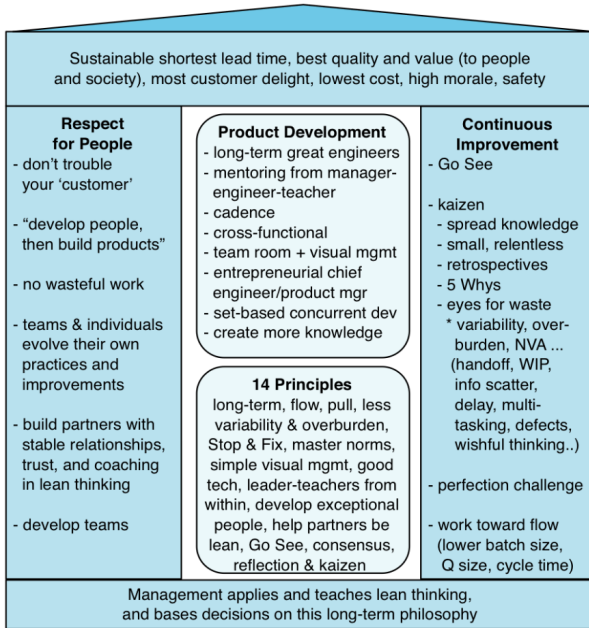 Sustainable shortest lead time, best quality and value (to people
and society), most customer delight, lowest cost, high morale, safety
Respect
for People
- don't trouble
your 'customer'
- "develop people,
then build products"
- no wasteful work
- teams & individuals
evolve their own
practices and
improvements
- build partners with
stable relationships,
trust, and coaching
in lean thinking
- develop teams
Product Development
- long-term great engineers
- mentoring from manager-
engineer-teacher
- cadence
- cross-functional
- team room + visual mgmt
- entrepreneurial chief
engineer/product mgr
- set-based concurrent dev
- create more knowledge
14 Principles
long-term, flow, pull, less
variability & overburden,
Stop & Fix, master norms,
simple visual mgmt, good
tech, leader-teachers from
within, develop exceptional
people, help partners be
lean, Go See, consensus,
reflection & kaizen
Continuous
Improvement
- Go See
- kaizen
- spread knowledge
- small, relentless
- retrospectives
- 5 Whys
- eyes for waste
* variability, over-
burden, NVA ...
(handoff, WIP,
info scatter,
delay, multi-
tasking, defects,
wishful thinking..)
- perfection challenge
- work toward flow
(lower batch size,
Q size, cycle time)
Management applies and teaches lean thinking,
and bases decisions on this long-term philosophy